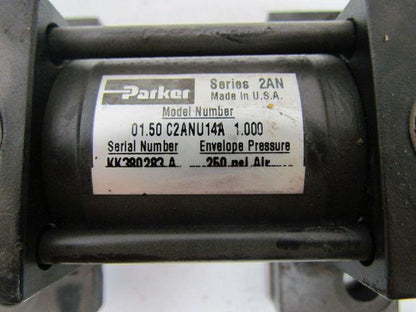 Parker Series 2AN
Made in U.S.A.
Model Number
01.50 C2ANU14A 1.000
Serial Number Envelope Pressure
KK380283 A 250 psi Air